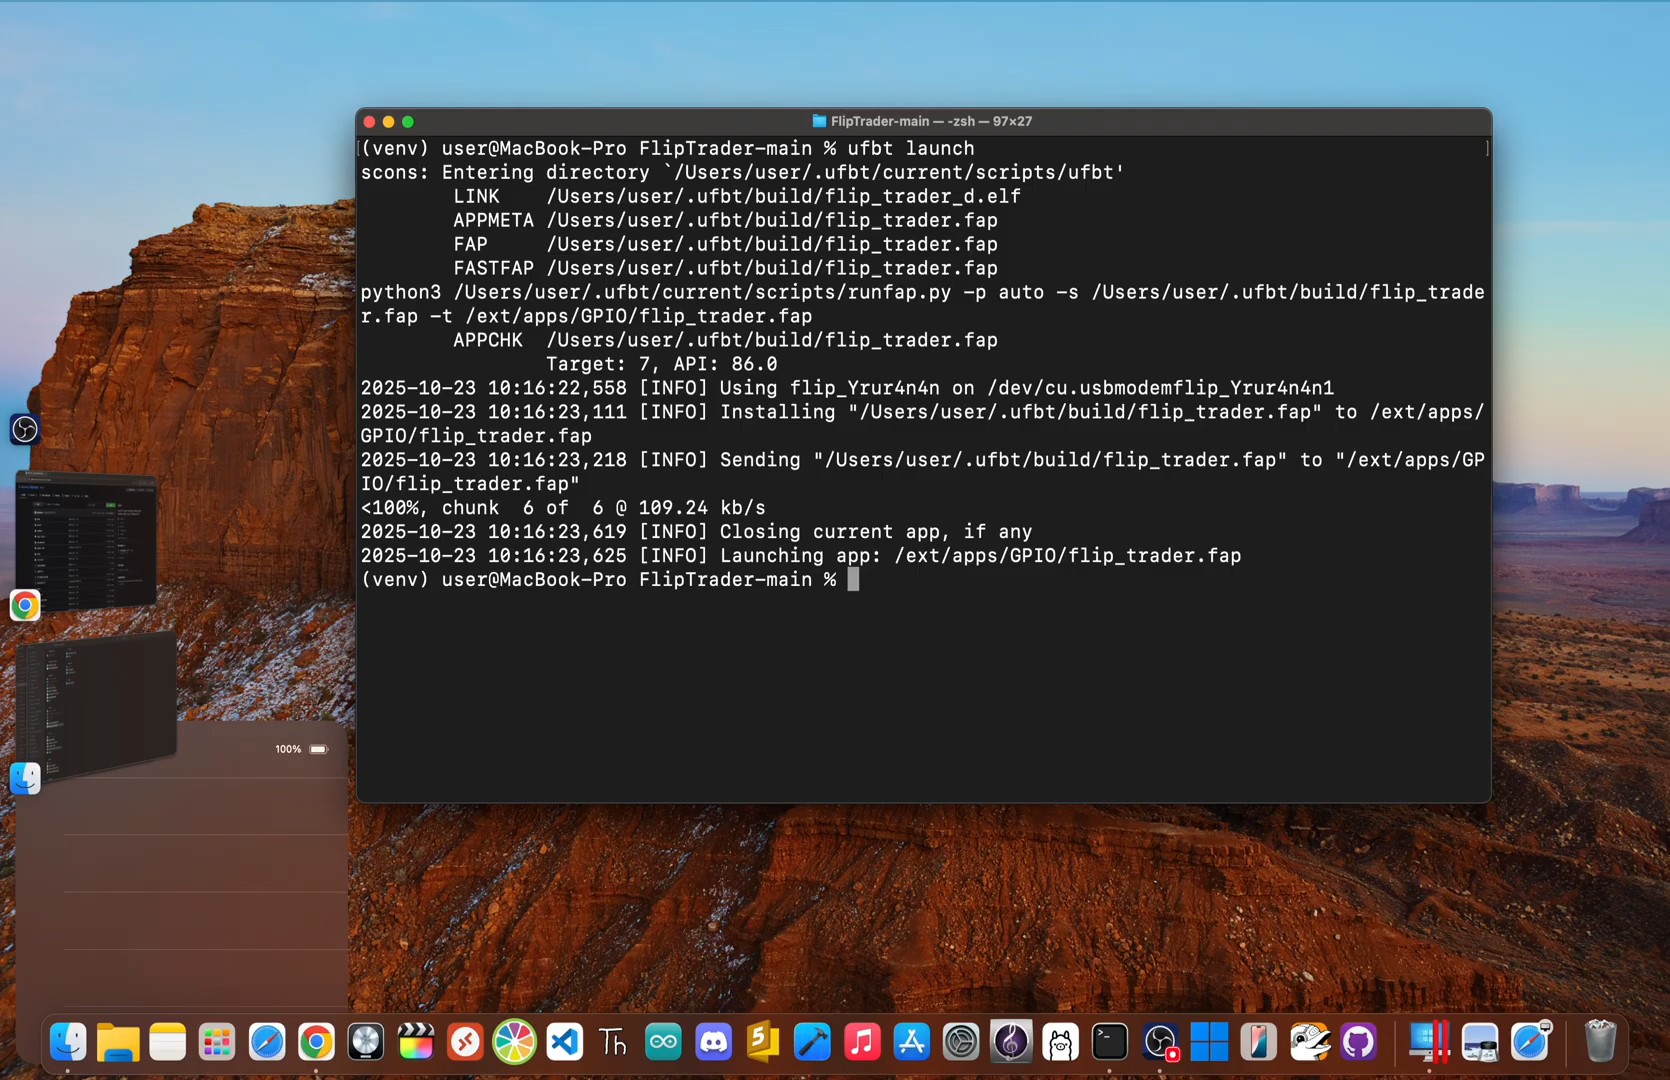 FlipTrader-main — -zsh — 97×27
(venv) user@MacBook-Pro FlipTrader-main % ufbt launch
scons: Entering directory `/Users/user/.ufbt/current/scripts/ufbt'
LINK /Users/user/.ufbt/build/flip_trader_d.elf
APPMETA /Users/user/.ufbt/build/flip_trader.fap
FAP /Users/user/.ufbt/build/flip_trader.fap
FASTFAP /Users/user/.ufbt/build/flip_trader.fap
python3 /Users/user/.ufbt/current/scripts/runfap.py -p auto -s /Users/user/.ufbt/build/flip_trade
r.fap -t /ext/apps/GPIO/flip_trader.fap
APPCHK /Users/user/.ufbt/build/flip_trader.fap
Target: 7, API: 86.0
2025-10-23 10:16:22,558 [INFO] Using flip_Yrur4n4n on /dev/cu.usbmodemflip_Yrur4n4n1
2025-10-23 10:16:23,111 [INFO] Installing "/Users/user/.ufbt/build/flip_trader.fap" to /ext/apps/
GPIO/flip_trader.fap
2025-10-23 10:16:23,218 [INFO] Sending "/Users/user/.ufbt/build/flip_trader.fap" to "/ext/apps/GP
IO/flip_trader.fap"
<100%, chunk 6 of 6 @ 109.24 kb/s
2025-10-23 10:16:23,619 [INFO] Closing current app, if any
2025-10-23 10:16:23,625 [INFO] Launching app: /ext/apps/GPIO/flip_trader.fap
(venv) user@MacBook-Pro FlipTrader-main %
100%
Th
5